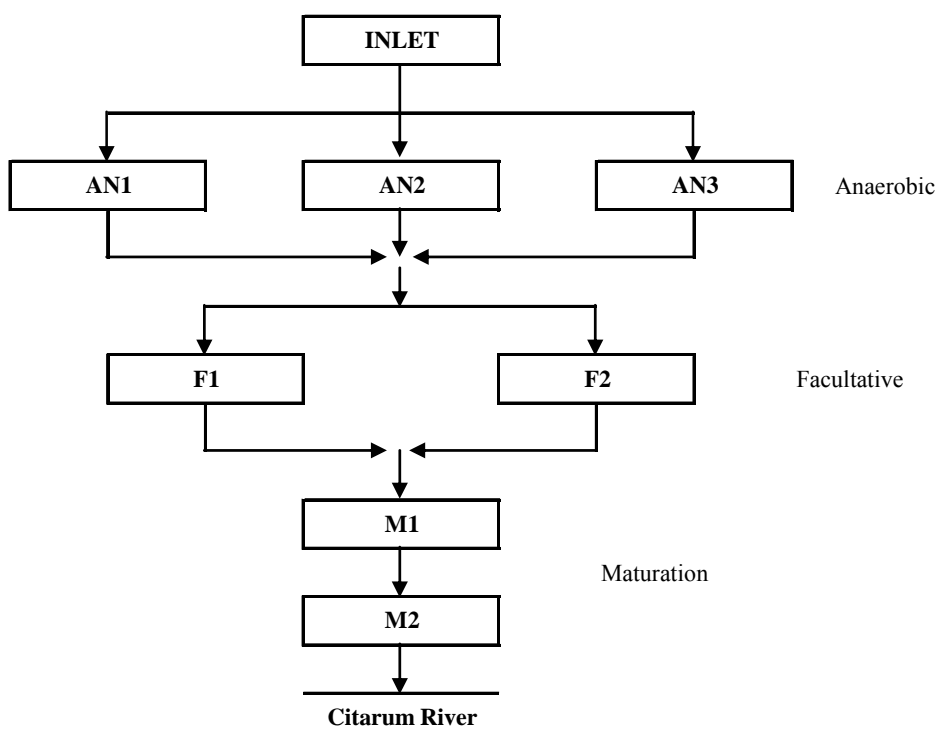 INLET
AN1
AN2
AN3
Anaerobic
F1
F2
Facultative
M1
Maturation
M2
Citarum River